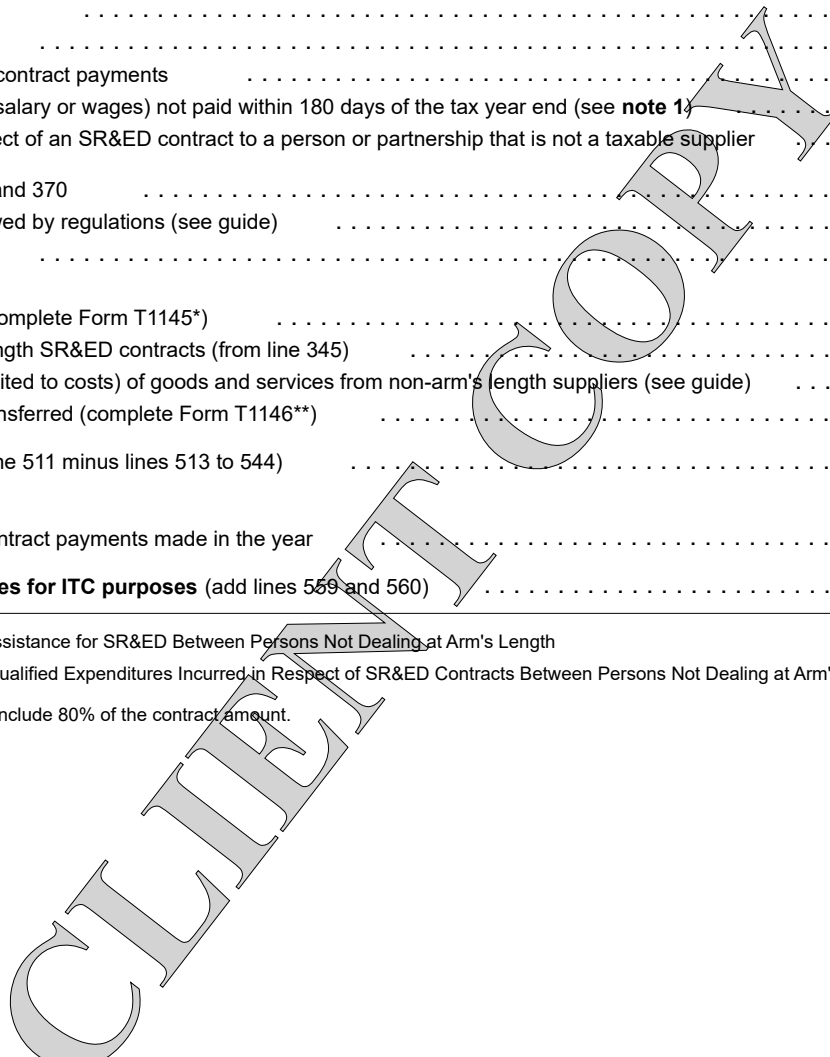 contract payments
salary or wages) not paid within 180 days of the tax year end (see note 1)
ect of an SR&ED contract to a person or partnership that is not a taxable supplier
and 370
ved by regulations (see guide)
omplete Form T1145*)
ngth SR&ED contracts (from line 345)
ited to costs) of goods and services from non-arm's length suppliers (see guide)
nsferred (complete Form T1146**)
ne 511 minus lines 513 to 544)
ntract payments made in the year
es for ITC purposes (add lines 559 and 560)
ssistance for SR&ED Between Persons Not Dealing at Arm's Length
ualified Expenditures Incurred in Respect of SR&ED Contracts Between Persons Not Dealing at Arm'
nclude 80% of the contract amount.
CLIENT COPY